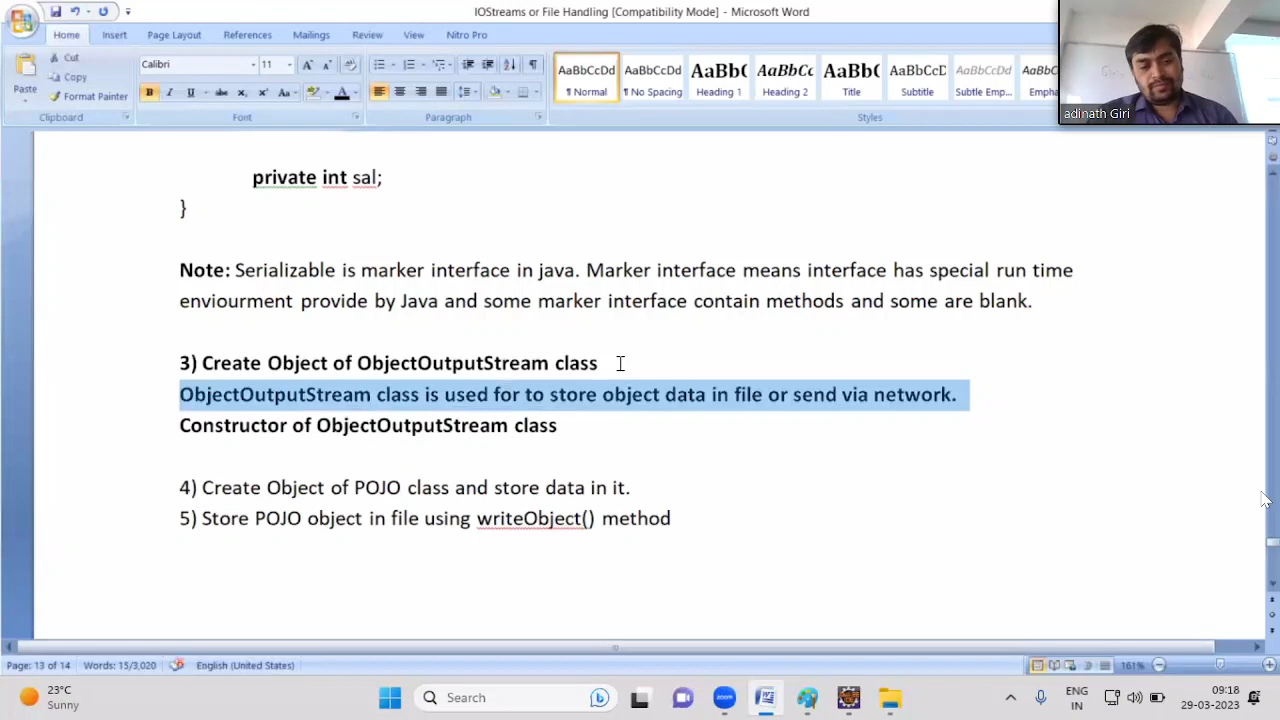 IOStreams or File Handling [Compatibility Mode] - Microsoft Word
Home Insert Page Layout References Mailings Review View Nitro Pro
Paste
Cut
Copy
Format Painter
Clipboard
Calibri 11
Font
Paragraph
AaBbCcDd AaBbCcDd AaBb( AaBbCc AaBb( AaBbCcD AaBbCcDd AaBbC
¶ Normal ¶ No Spacing Heading 1 Heading 2 Title Subtitle Subtle Emp... Empha
Styles
adinath Giri
private int sal;
}
Note: Serializable is marker interface in java. Marker interface means interface has special run time
enviourment provide by Java and some marker interface contain methods and some are blank.
3) Create Object of ObjectOutputStream class
ObjectOutputStream class is used for to store object data in file or send via network.
Constructor of ObjectOutputStream class
4) Create Object of POJO class and store data in it.
5) Store POJO object in file using writeObject() method
Page: 13 of 14 Words: 15/3,020 English (United States) 161%
23°C
Sunny
Search
zoom
ENG
IN
09:18
29-03-2023